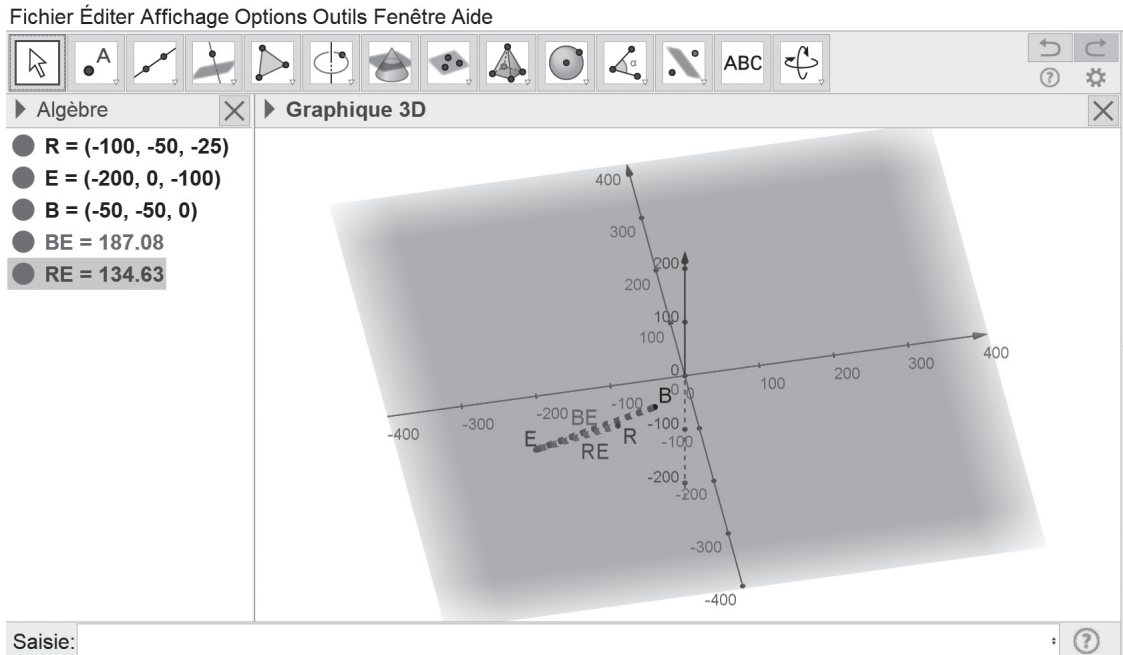 Fichier Éditer Affichage Options Outils Fenêtre Aide
A
α
ABC
Algèbre
Graphique 3D
R = (-100, -50, -25)
E = (-200, 0, -100)
B = (-50, -50, 0)
BE = 187.08
RE = 134.63
400
300
200
200
100
100
0
0
0
100
200
300
400
-100
-200
-300
-400
B
BE
E
R
RE
-100
-100
-200
-200
-300
-400
Saisie: